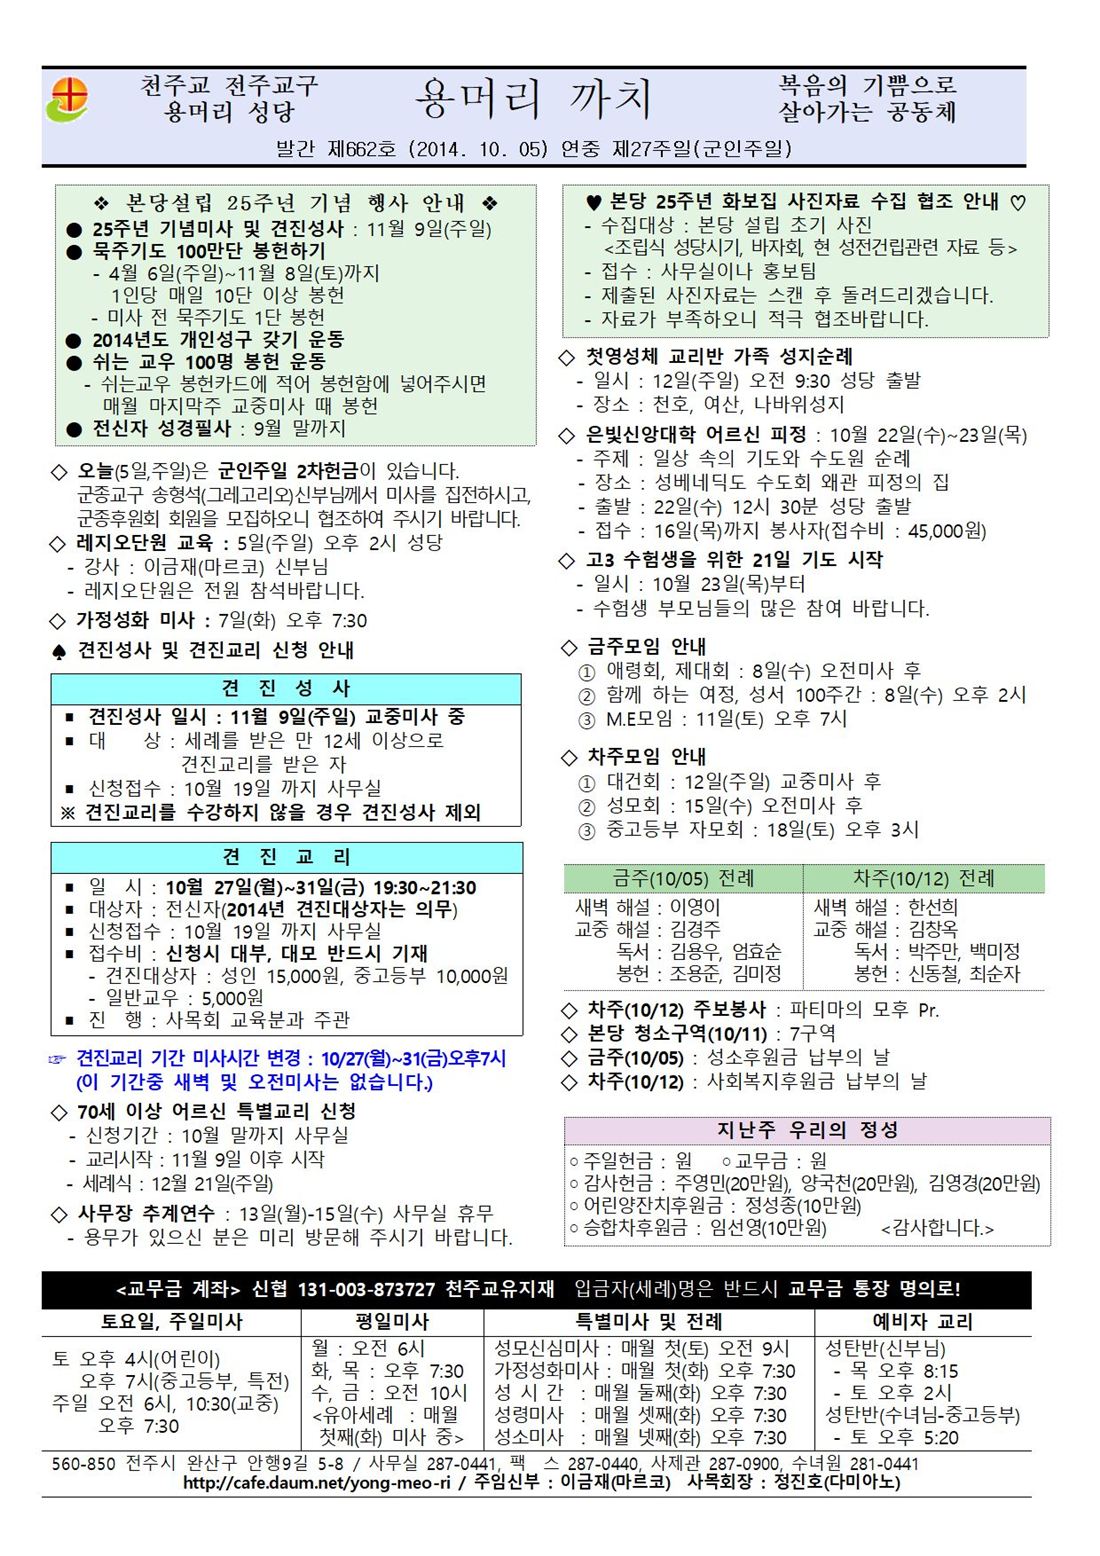 천주교 전주교구
용머리 성당
용머리 까치
복음의 기쁨으로
살아가는 공동체
발간 제662호 (2014. 10. 05) 연중 제27주일(군인주일)
❖ 본당설립 25주년 기념 행사 안내 ❖
● 25주년 기념미사 및 견진성사 : 11월 9일(주일)
● 묵주기도 100만단 봉헌하기
- 4월 6일(주일)~11월 8일(토)까지
1인당 매일 10단 이상 봉헌
- 미사 전 묵주기도 1단 봉헌
● 2014년도 개인성구 갖기 운동
● 쉬는 교우 100명 봉헌 운동
- 쉬는교우 봉헌카드에 적어 봉헌함에 넣어주시면
매월 마지막주 교중미사 때 봉헌
● 전신자 성경필사 : 9월 말까지
◇ 오늘(5일,주일)은 군인주일 2차헌금이 있습니다.
군종교구 송형석(그레고리오)신부님께서 미사를 집전하시고,
군종후원회 회원을 모집하오니 협조하여 주시기 바랍니다.
◇ 레지오단원 교육 : 5일(주일) 오후 2시 성당
- 강사 : 이금재(마르코) 신부님
- 레지오단원은 전원 참석바랍니다.
◇ 가정성화 미사 : 7일(화) 오후 7:30
♠ 견진성사 및 견진교리 신청 안내
견 진 성 사
▪ 견진성사 일시 : 11월 9일(주일) 교중미사 중
▪ 대 상 : 세례를 받은 만 12세 이상으로
견진교리를 받은 자
▪ 신청접수 : 10월 19일 까지 사무실
※ 견진교리를 수강하지 않을 경우 견진성사 제외
견 진 교 리
▪ 일 시 : 10월 27일(월)~31일(금) 19:30~21:30
▪ 대상자 : 전신자(2014년 견진대상자는 의무)
▪ 신청접수 : 10월 19일 까지 사무실
▪ 접수비 : 신청시 대부, 대모 반드시 기재
- 견진대상자 : 성인 15,000원, 중고등부 10,000원
- 일반교우 : 5,000원
▪ 진 행 : 사목회 교육분과 주관
☞ 견진교리 기간 미사시간 변경 : 10/27(월)~31(금)오후7시
(이 기간중 새벽 및 오전미사는 없습니다.)
◇ 70세 이상 어르신 특별교리 신청
- 신청기간 : 10월 말까지 사무실
- 교리시작 : 11월 9일 이후 시작
- 세례식 : 12월 21일(주일)
◇ 사무장 추계연수 : 13일(월)-15일(수) 사무실 휴무
- 용무가 있으신 분은 미리 방문해 주시기 바랍니다.
♥ 본당 25주년 화보집 사진자료 수집 협조 안내 ♡
- 수집대상 : 본당 설립 초기 사진
<조립식 성당시기, 바자회, 현 성전건립관련 자료 등>
- 접수 : 사무실이나 홍보팀
- 제출된 사진자료는 스캔 후 돌려드리겠습니다.
- 자료가 부족하오니 적극 협조바랍니다.
◇ 첫영성체 교리반 가족 성지순례
- 일시 : 12일(주일) 오전 9:30 성당 출발
- 장소 : 천호, 여산, 나바위성지
◇ 은빛신앙대학 어르신 피정 : 10월 22일(수)~23일(목)
- 주제 : 일상 속의 기도와 수도원 순례
- 장소 : 성베네딕도 수도회 왜관 피정의 집
- 출발 : 22일(수) 12시 30분 성당 출발
- 접수 : 16일(목)까지 봉사자(접수비 : 45,000원)
◇ 고3 수험생을 위한 21일 기도 시작
- 일시 : 10월 23일(목)부터
- 수험생 부모님들의 많은 참여 바랍니다.
◇ 금주모임 안내
① 애령회, 제대회 : 8일(수) 오전미사 후
② 함께 하는 여정, 성서 100주간 : 8일(수) 오후 2시
③ M.E모임 : 11일(토) 오후 7시
◇ 차주모임 안내
① 대건회 : 12일(주일) 교중미사 후
② 성모회 : 15일(수) 오전미사 후
③ 중고등부 자모회 : 18일(토) 오후 3시
금주(10/05) 전례 차주(10/12) 전례
새벽 해설 : 이영이 새벽 해설 : 한선희
교중 해설 : 김경주 교중 해설 : 김창옥
독서 : 김용우, 엄효순 독서 : 박주만, 백미정
봉헌 : 조용준, 김미정 봉헌 : 신동철, 최순자
◇ 차주(10/12) 주보봉사 : 파티마의 모후 Pr.
◇ 본당 청소구역(10/11) : 7구역
◇ 금주(10/05) : 성소후원금 납부의 날
◇ 차주(10/12) : 사회복지후원금 납부의 날
지난주 우리의 정성
○ 주일헌금 : 원 ○ 교무금 : 원
○ 감사헌금 : 주영민(20만원), 양국천(20만원), 김영경(20만원)
○ 어린양잔치후원금 : 정성종(10만원)
○ 승합차후원금 : 임선영(10만원) <감사합니다.>
<교무금 계좌> 신협 131-003-873727 천주교유지재 입금자(세례)명은 반드시 교무금 통장 명의로!
토요일, 주일미사
토 오후 4시(어린이)
오후 7시(중고등부, 특전)
주일 오전 6시, 10:30(교중)
오후 7:30
평일미사
월 : 오전 6시
화, 목 : 오후 7:30
수, 금 : 오전 10시
<유아세례 : 매월
첫째(화) 미사 중>
특별미사 및 전례
성모신심미사 : 매월 첫(토) 오전 9시
가정성화미사 : 매월 첫(화) 오후 7:30
성 시 간 : 매월 둘째(화) 오후 7:30
성령미사 : 매월 셋째(화) 오후 7:30
성소미사 : 매월 넷째(화) 오후 7:30
예비자 교리
성탄반(신부님)
- 목 오후 8:15
- 토 오후 2시
성탄반(수녀님-중고등부)
- 토 오후 5:20
560-850 전주시 완산구 안행9길 5-8 / 사무실 287-0441, 팩 스 287-0440, 사제관 287-0900, 수녀원 281-0441
http://cafe.daum.net/yong-meo-ri / 주임신부 : 이금재(마르코) 사목회장 : 정진호(다미아노)